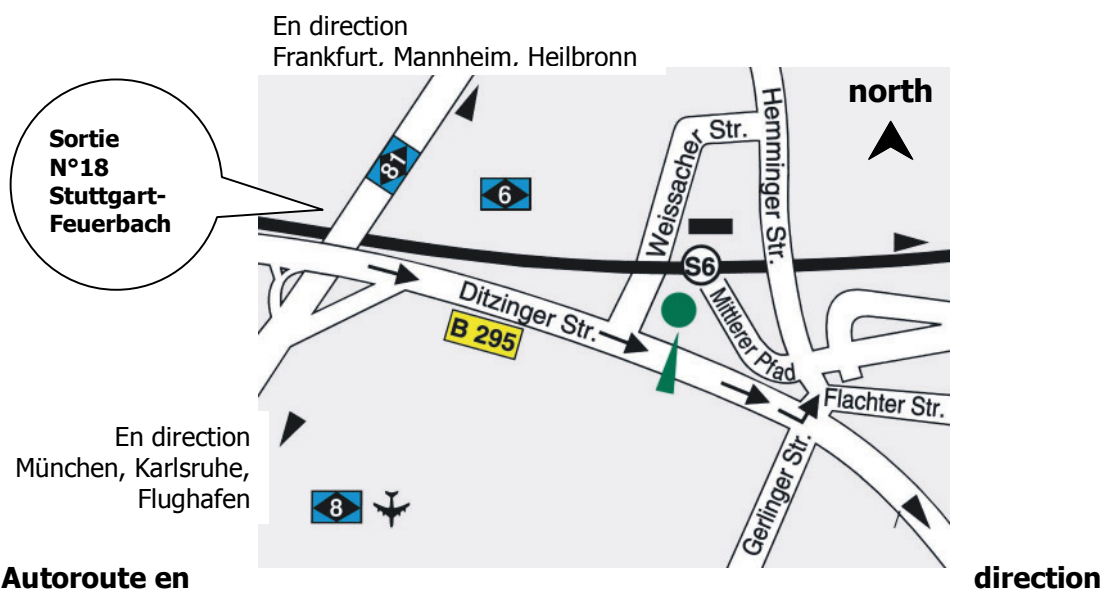 En direction
Frankfurt, Mannheim, Heilbronn
north
Sortie
N°18
Stuttgart-
Feuerbach
81
6
Weissacher Str.
Hemminger Str.
S6
Mittlerer Pfad
Ditzinger Str.
B 295
Flachter Str.
Gerlinger Str.
En direction
München, Karlsruhe,
Flughafen
8
Autoroute en direction